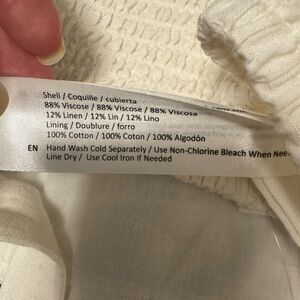 Shell / Coquille / cubierta
88% Viscose / 88% Viscose / 88% Viscosa
12% Linen / 12% Lin / 12% Lino
Lining / Doublure / forro
100% Cotton / 100% Coton / 100% Algodón
EN Hand Wash Cold Separately / Use Non-Chlorine Bleach When
Line Dry / Use Cool Iron if Needed